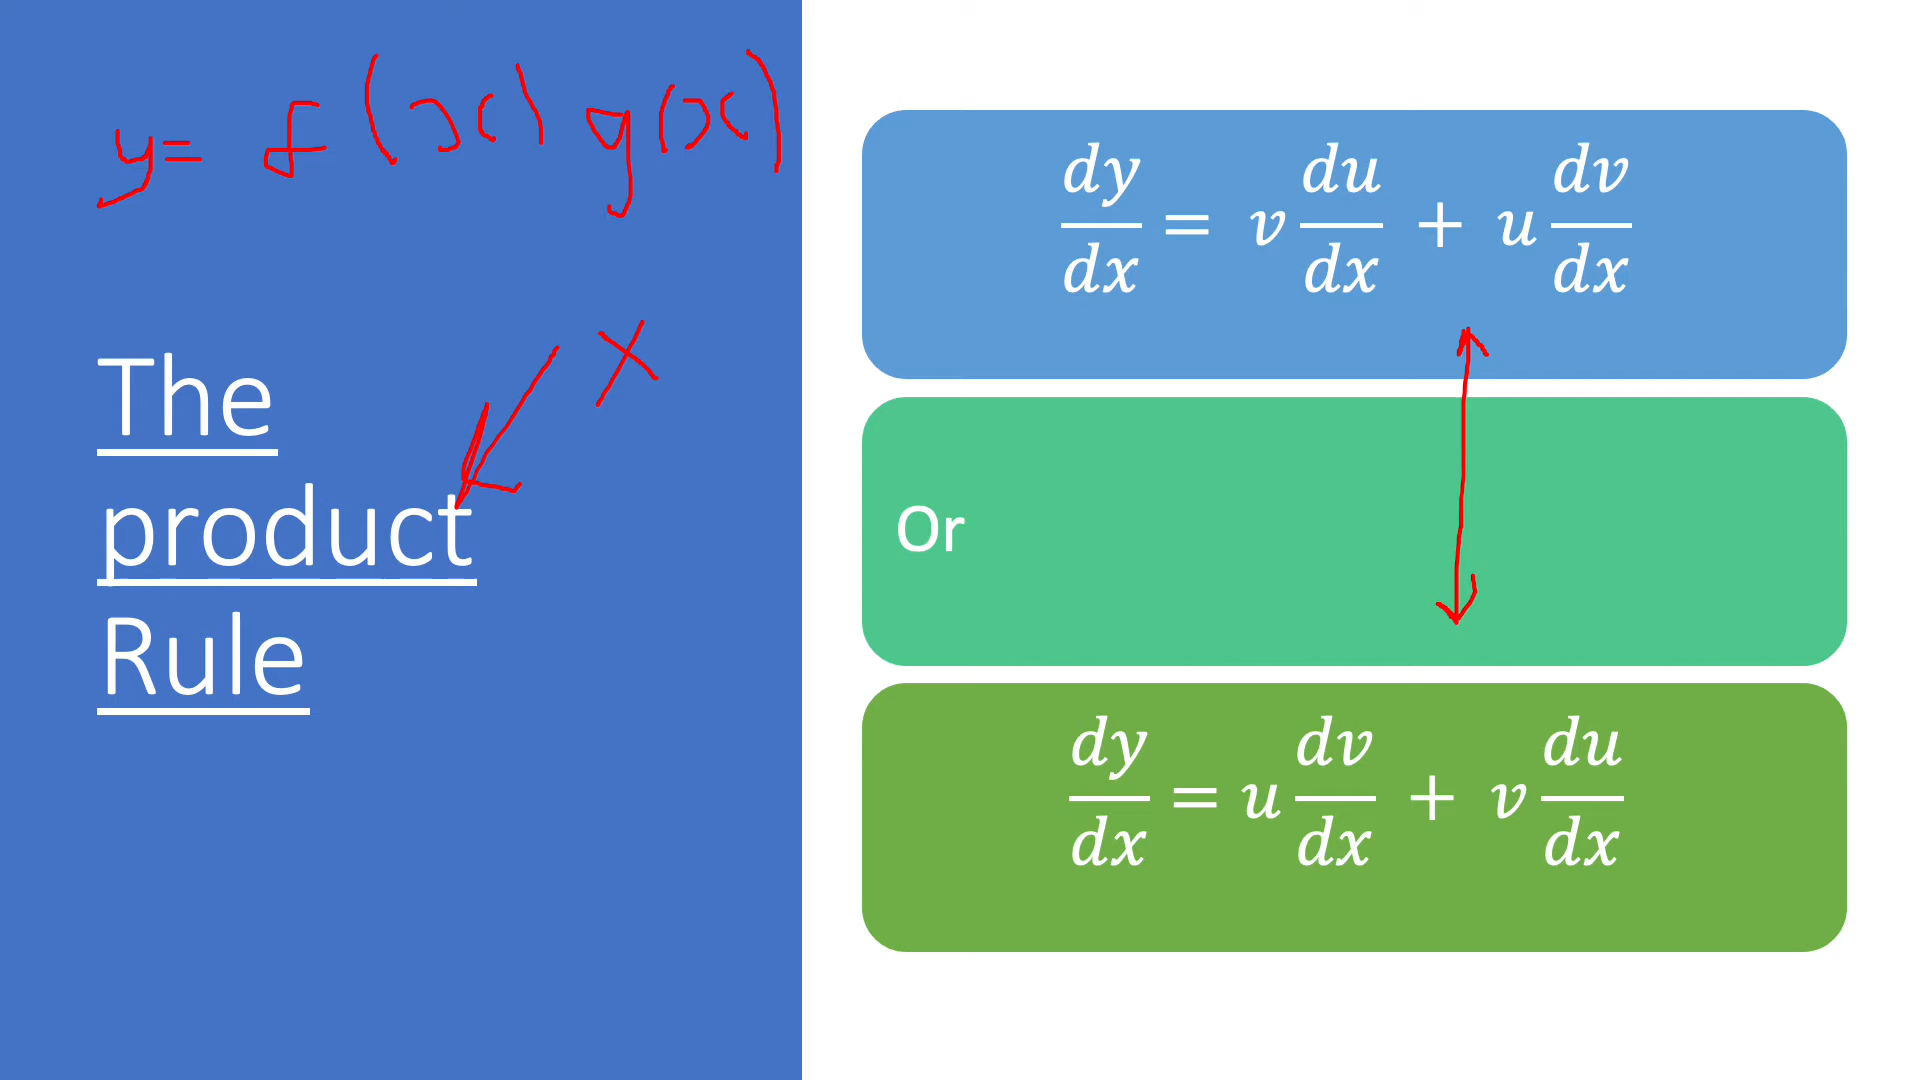 y= f(x) g(x)
×
The
product
Rule
dy/dx = v du/dx + u dv/dx
Or
dy/dx = u dv/dx + v du/dx